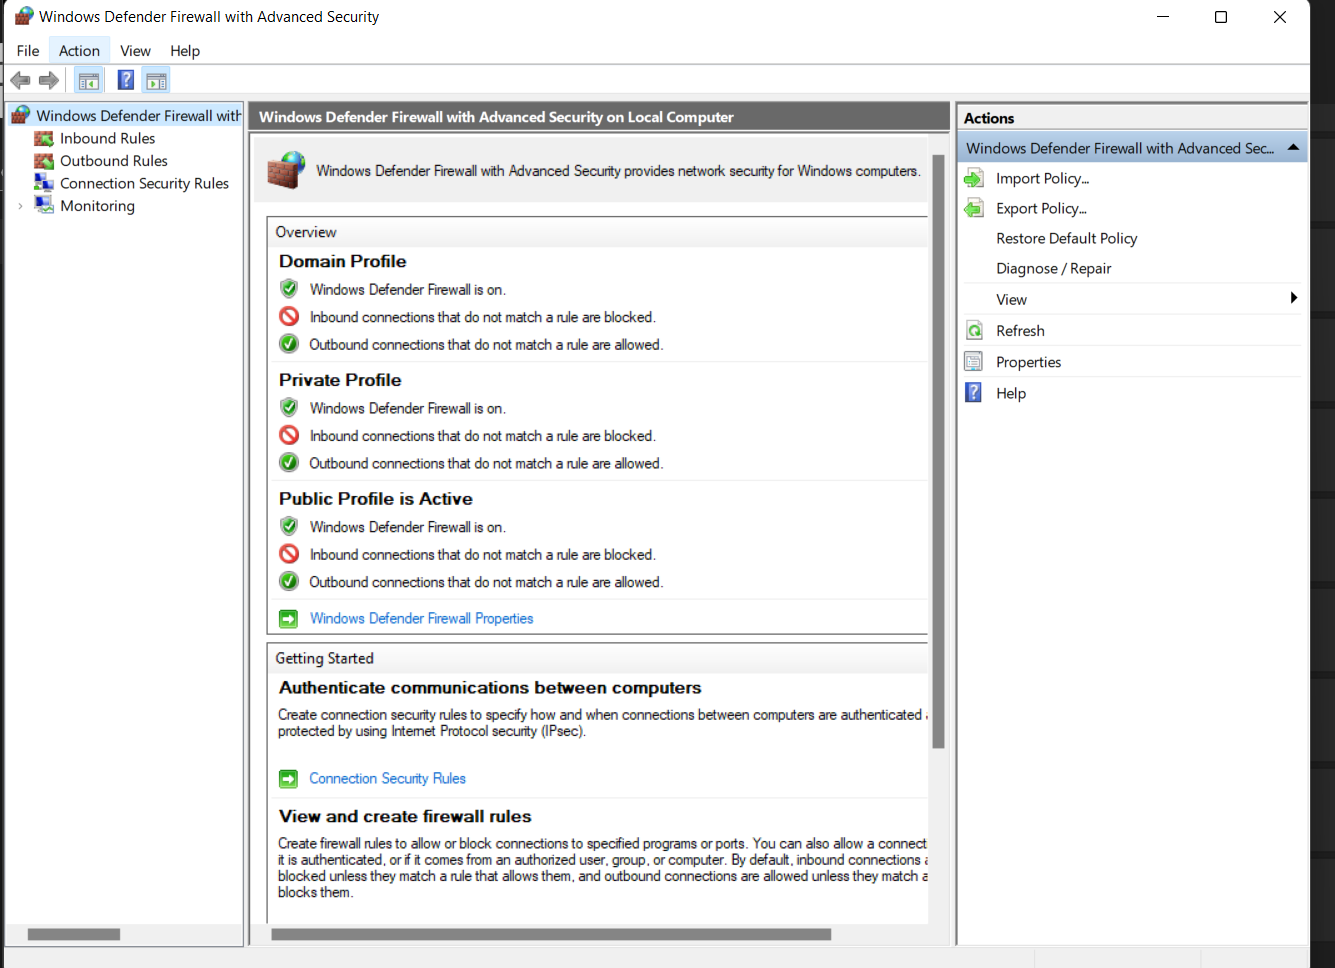 Windows Defender Firewall with Advanced Security
File Action View Help
Windows Defender Firewall with
Inbound Rules
Outbound Rules
Connection Security Rules
Monitoring
Windows Defender Firewall with Advanced Security on Local Computer
Windows Defender Firewall with Advanced Security provides network security for Windows computers.
Overview
Domain Profile
Windows Defender Firewall is on.
Inbound connections that do not match a rule are blocked.
Outbound connections that do not match a rule are allowed.
Private Profile
Windows Defender Firewall is on.
Inbound connections that do not match a rule are blocked.
Outbound connections that do not match a rule are allowed.
Public Profile is Active
Windows Defender Firewall is on.
Inbound connections that do not match a rule are blocked.
Outbound connections that do not match a rule are allowed.
Windows Defender Firewall Properties
Getting Started
Authenticate communications between computers
Create connection security rules to specify how and when connections between computers are authenticated
protected by using Internet Protocol security (IPsec).
Connection Security Rules
View and create firewall rules
Create firewall rules to allow or block connections to specified programs or ports. You can also allow a connect
it is authenticated, or if it comes from an authorized user, group, or computer. By default, inbound connections
blocked unless they match a rule that allows them, and outbound connections are allowed unless they match a
blocks them.
Actions
Windows Defender Firewall with Advanced Sec...
Import Policy...
Export Policy...
Restore Default Policy
Diagnose / Repair
View
Refresh
Properties
Help